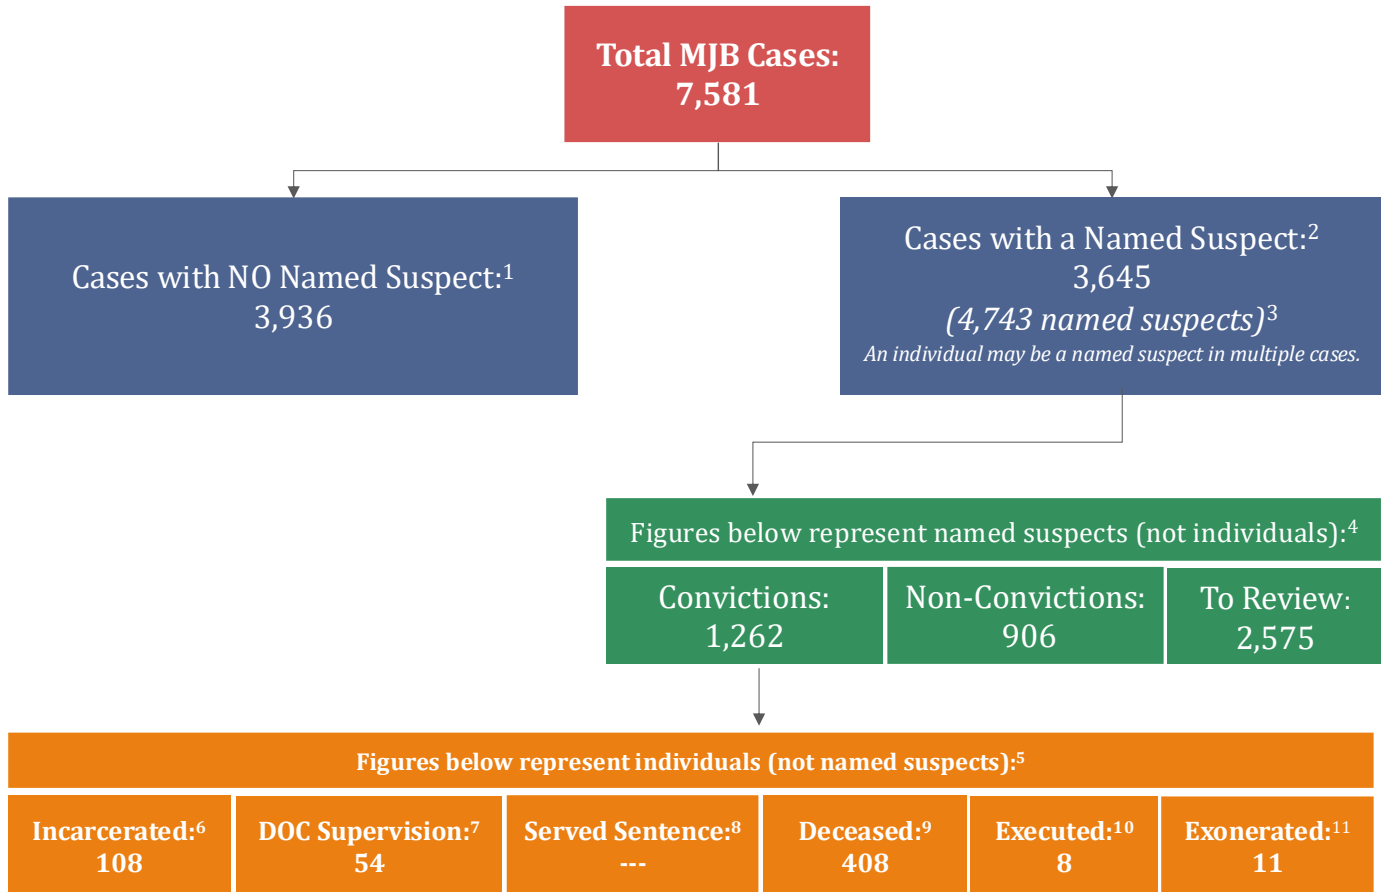 Total MJB Cases:
7,581
Cases with NO Named Suspect:¹
3,936
Cases with a Named Suspect:²
3,645
(4,743 named suspects)³
An individual may be a named suspect in multiple cases.
Figures below represent named suspects (not individuals):⁴
Convictions:
1,262
Non-Convictions:
906
To Review:
2,575
Figures below represent individuals (not named suspects):⁵
Incarcerated:⁶
108
DOC Supervision:⁷
54
Served Sentence:⁸
---
Deceased:⁹
408
Executed:¹⁰
8
Exonerated:¹¹
11